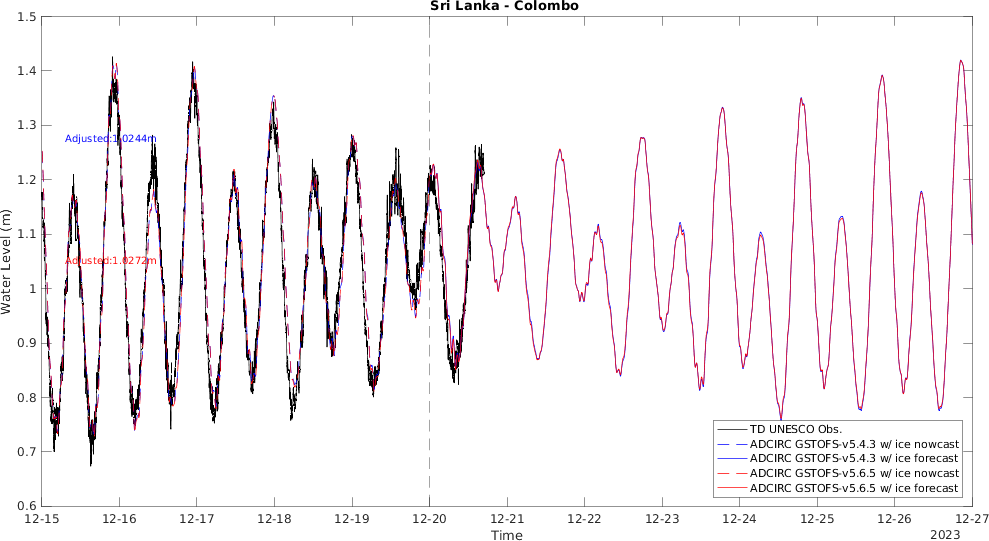 Sri Lanka - Colombo
1.5
1.4
1.3
1.2
1.1
1
0.9
0.8
0.7
0.6
Water Level (m)
Adjusted:1.0244m
Adjusted:1.0272m
TD UNESCO Obs.
ADCIRC GSTOFS-v5.4.3 w/ ice nowcast
ADCIRC GSTOFS-v5.4.3 w/ ice forecast
ADCIRC GSTOFS-v5.6.5 w/ ice nowcast
ADCIRC GSTOFS-v5.6.5 w/ ice forecast
12-15 12-16 12-17 12-18 12-19 12-20 12-21 12-22 12-23 12-24 12-25 12-26 12-27
Time
2023